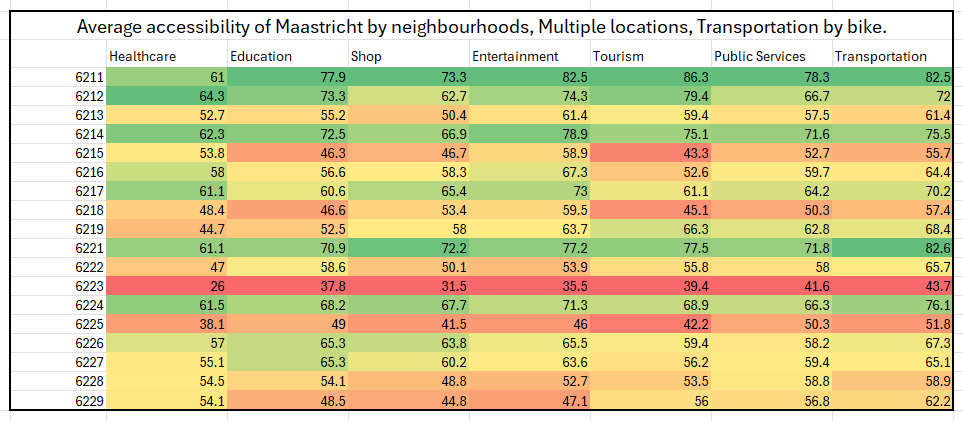 Average accessibility of Maastricht by neighbourhoods, Multiple locations, Transportation by bike.
Healthcare Education Shop Entertainment Tourism Public Services Transportation
6211 61 77.9 73.3 82.5 86.3 78.3 82.5
6212 64.3 73.3 62.7 74.3 79.4 66.7 72
6213 52.7 55.2 50.4 61.4 59.4 57.5 61.4
6214 62.3 72.5 66.9 78.9 75.1 71.6 75.5
6215 53.8 46.3 46.7 58.9 43.3 52.7 55.7
6216 58 56.6 58.3 67.3 52.6 59.7 64.4
6217 61.1 60.6 65.4 73 61.1 64.2 70.2
6218 48.4 46.6 53.4 59.5 45.1 50.3 57.4
6219 44.7 52.5 58 63.7 66.3 62.8 68.4
6221 61.1 70.9 72.2 77.2 77.5 71.8 82.6
6222 47 58.6 50.1 53.9 55.8 58 65.7
6223 26 37.8 31.5 35.5 39.4 41.6 43.7
6224 61.5 68.2 67.7 71.3 68.9 66.3 76.1
6225 38.1 49 41.5 46 42.2 50.3 51.8
6226 57 65.3 63.8 65.5 59.4 58.2 67.3
6227 55.1 65.3 60.2 63.6 56.2 59.4 65.1
6228 54.5 54.1 48.8 52.7 53.5 58.8 58.9
6229 54.1 48.5 44.8 47.1 56 56.8 62.2